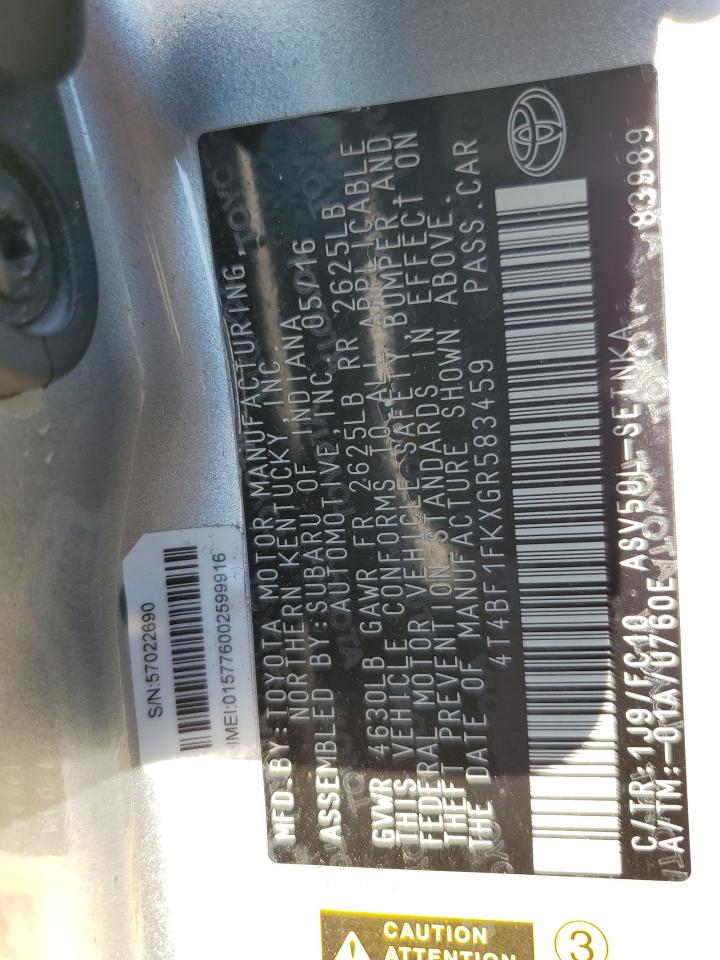 S/N:57022690
IMEI:015776002599916
MFD.BY:TOYOTA MOTOR MANUFACTURING,
NORTHERN KENTUCKY, INC.
ASSEMBLED BY:SUBARU OF INDIANA
AUTOMOTIVE, INC. 05/16
GVWR 4630LB GAWR FR 2625LB RR 2625LB
THIS VEHICLE CONFORMS TO ALL APPLICABLE
FEDERAL MOTOR VEHICLE SAFETY BUMPER AND
THEFT PREVENTION STANDARDS IN EFFECT ON
THE DATE OF MANUFACTURE SHOWN ABOVE.
4T4BF1FKXGR583459 PASS.CAR
C/TR:1J9/FC10 ASV50L-SETNKA
A/TM:-01A/U760E 83989
CAUTION
ATTENTION
3